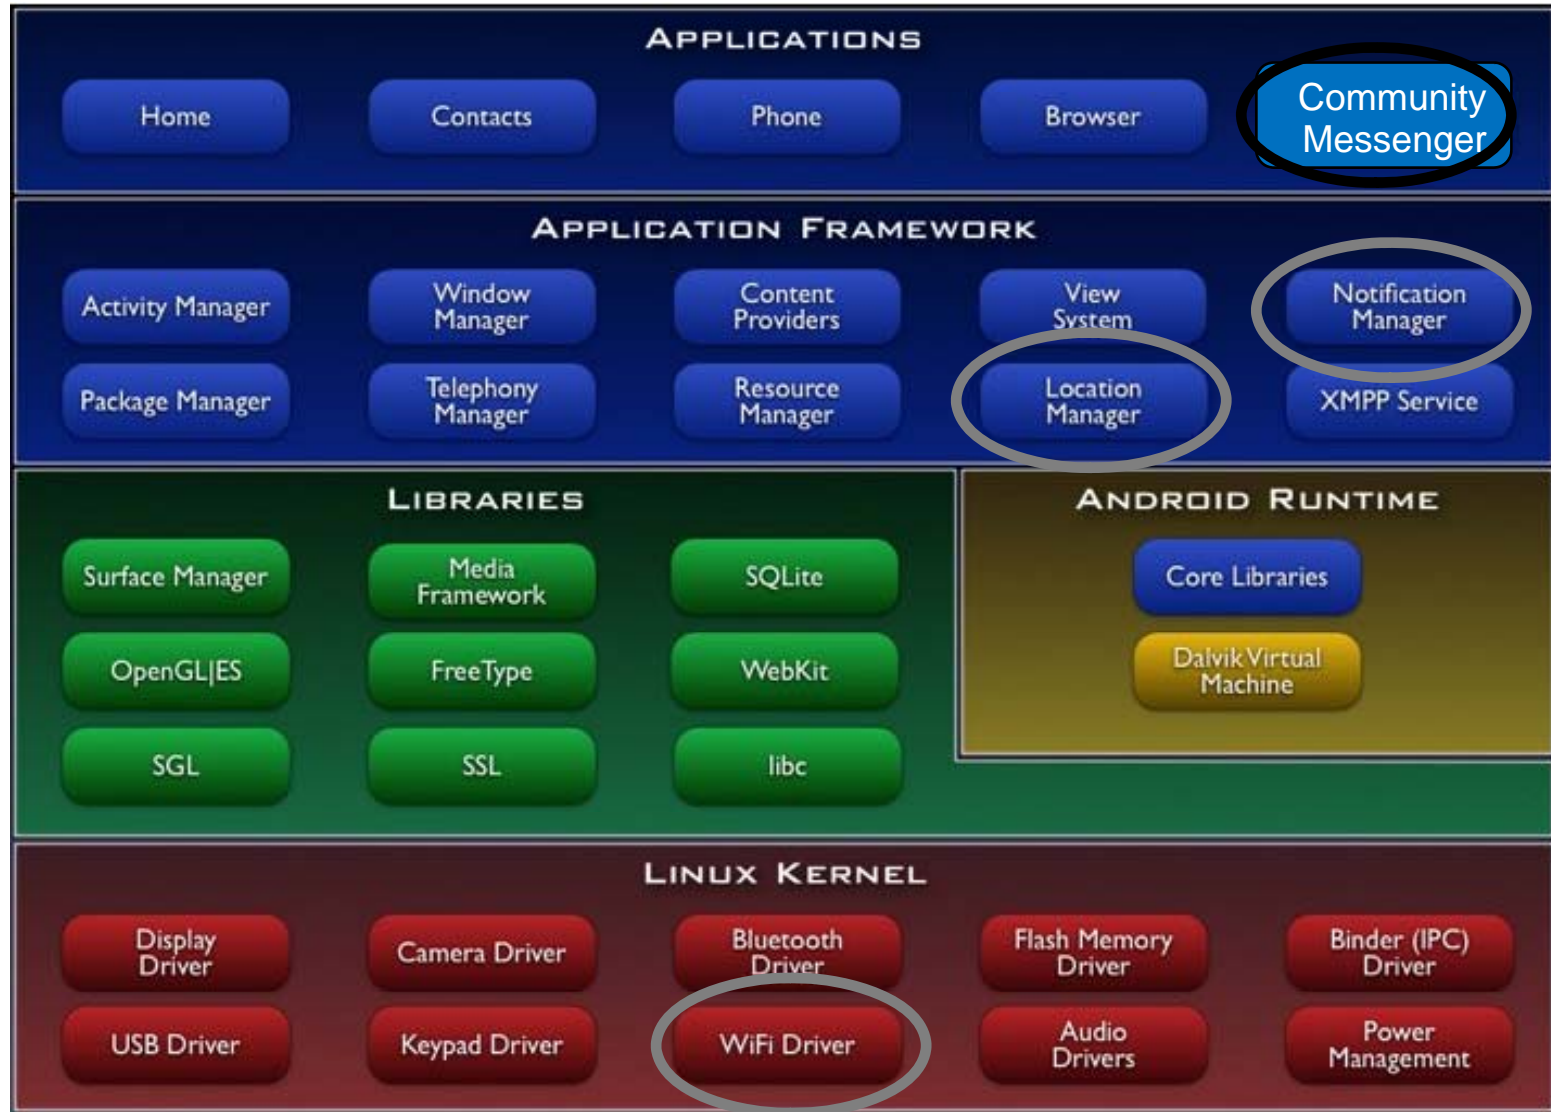 APPLICATIONS
Home
Contacts
Phone
Browser
Community
Messenger
APPLICATION FRAMEWORK
Activity Manager
Window
Manager
Content
Providers
View
System
Notification
Manager
Package Manager
Telephony
Manager
Resource
Manager
Location
Manager
XMPP Service
LIBRARIES
Surface Manager
Media
Framework
SQLite
OpenGL|ES
FreeType
WebKit
SGL
SSL
libc
ANDROID RUNTIME
Core Libraries
Dalvik Virtual
Machine
LINUX KERNEL
Display
Driver
Camera Driver
Bluetooth
Driver
Flash Memory
Driver
Binder (IPC)
Driver
USB Driver
Keypad Driver
WiFi Driver
Audio
Drivers
Power
Management